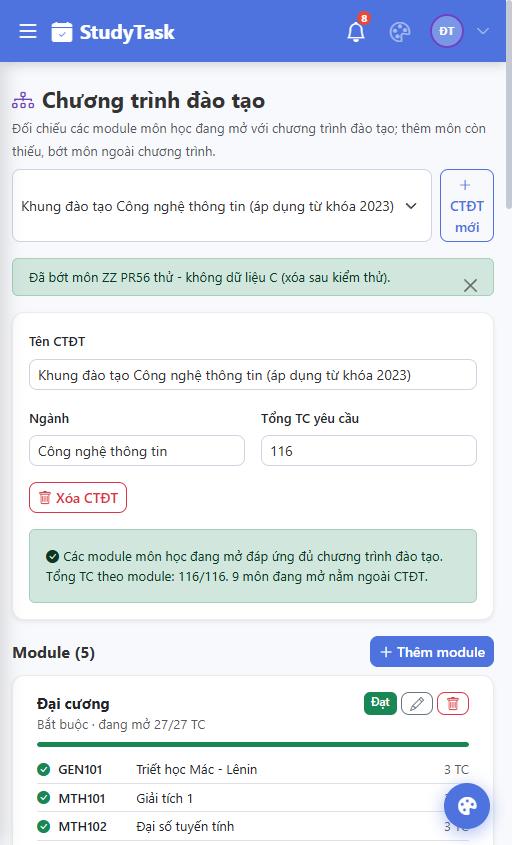 StudyTask
8
ĐT
Chương trình đào tạo
Đối chiếu các module môn học đang mở với chương trình đào tạo; thêm môn còn
thiếu, bớt môn ngoài chương trình.
Khung đào tạo Công nghệ thông tin (áp dụng từ khóa 2023)
+ CTĐT mới
Đã bớt môn ZZ PR56 thử - không dữ liệu C (xóa sau kiểm thử).
Tên CTĐT
Khung đào tạo Công nghệ thông tin (áp dụng từ khóa 2023)
Ngành
Tổng TC yêu cầu
Công nghệ thông tin
116
Xóa CTĐT
Các module môn học đang mở đáp ứng đủ chương trình đào tạo.
Tổng TC theo module: 116/116. 9 môn đang mở nằm ngoài CTĐT.
Module (5)
+ Thêm module
Đại cương
Đạt
Bắt buộc · đang mở 27/27 TC
GEN101 Triết học Mác - Lênin 3 TC
MTH101 Giải tích 1
MTH102 Đại số tuyến tính 3